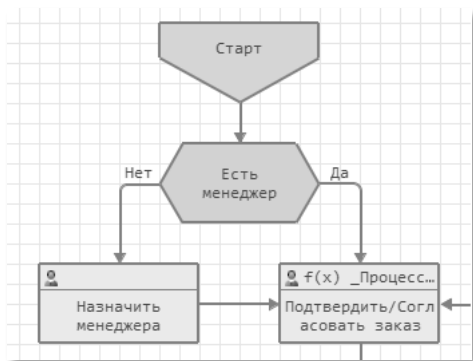 Старт
Нет
Есть
менеджер
Да
f(x) _Процесс...
Назначить
менеджера
Подтвердить/Согл
асовать заказ